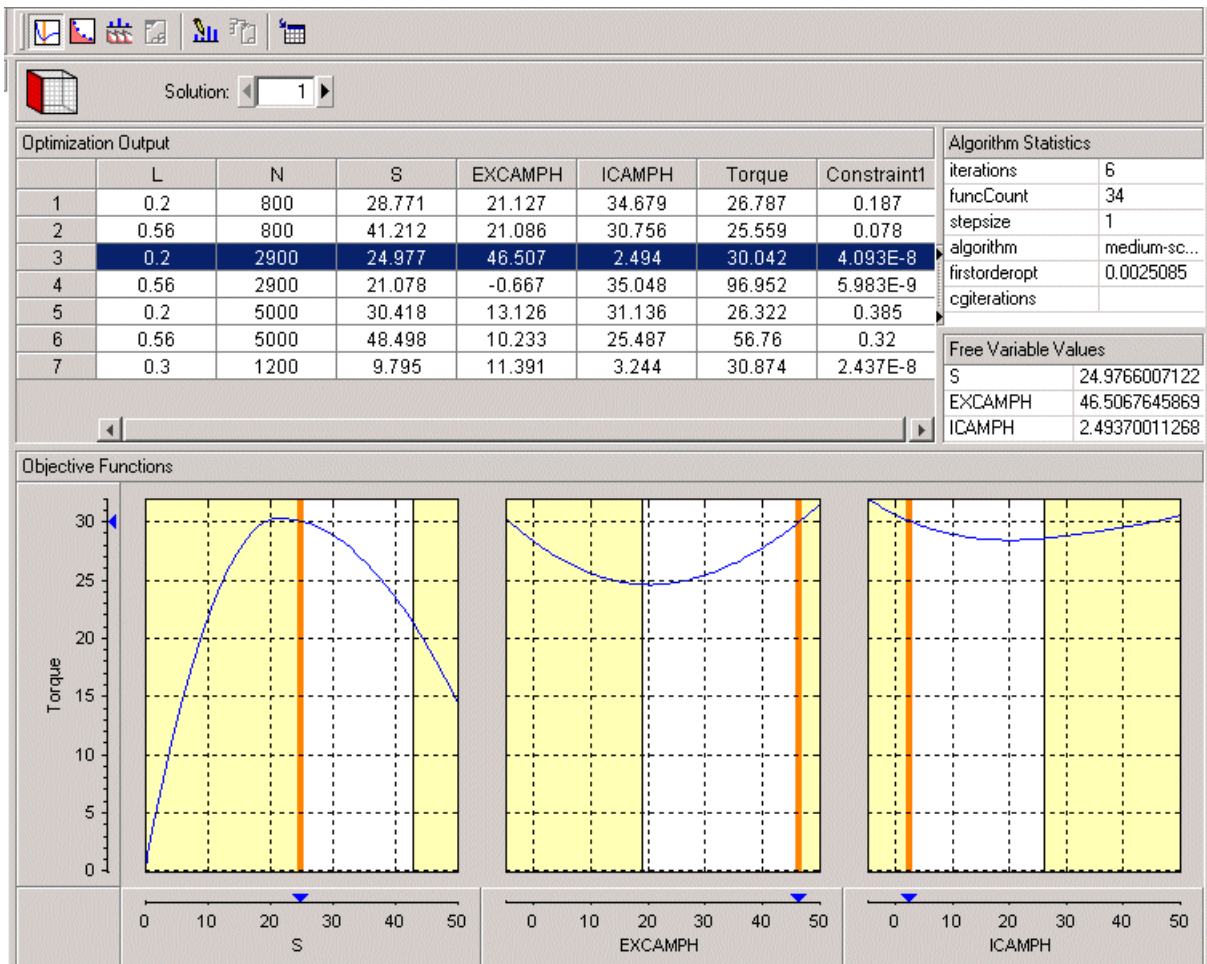 Solution: 1
Optimization Output
L N S EXCAMPH ICAMPH Torque Constraint1
1 0.2 800 28.771 21.127 34.679 26.787 0.187
2 0.56 800 41.212 21.086 30.756 25.559 0.078
3 0.2 2900 24.977 46.507 2.494 30.042 4.093E-8
4 0.56 2900 21.078 -0.667 35.048 96.952 5.983E-9
5 0.2 5000 30.418 13.126 31.136 26.322 0.385
6 0.56 5000 48.498 10.233 25.487 56.76 0.32
7 0.3 1200 9.795 11.391 3.244 30.874 2.437E-8
Algorithm Statistics
iterations 6
funcCount 34
stepsize 1
algorithm medium-sc...
firstorderopt 0.0025085
cgiterations
Free Variable Values
S 24.9766007122
EXCAMPH 46.5067645869
ICAMPH 2.49370011268
Objective Functions
30
25
20
15
10
5
0
Torque
0 10 20 30 40 50
S
0 10 20 30 40 50
EXCAMPH
0 10 20 30 40 50
ICAMPH